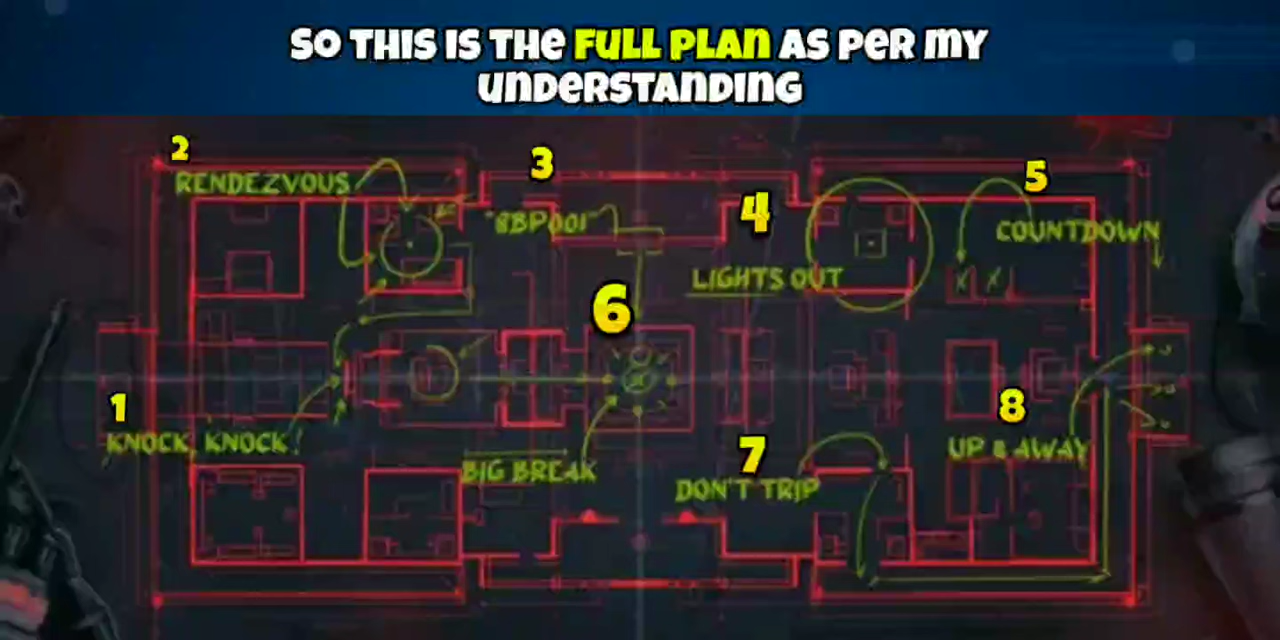 SO THIS IS THE FULL PLAN AS PER MY
UNDERSTANDING
2
RENDEZVOUS
3
"8BP001"
4
LIGHTS OUT
5
COUNTDOWN
6
1
KNOCK, KNOCK!
BIG BREAK
7
DON'T TRIP
8
UP & AWAY